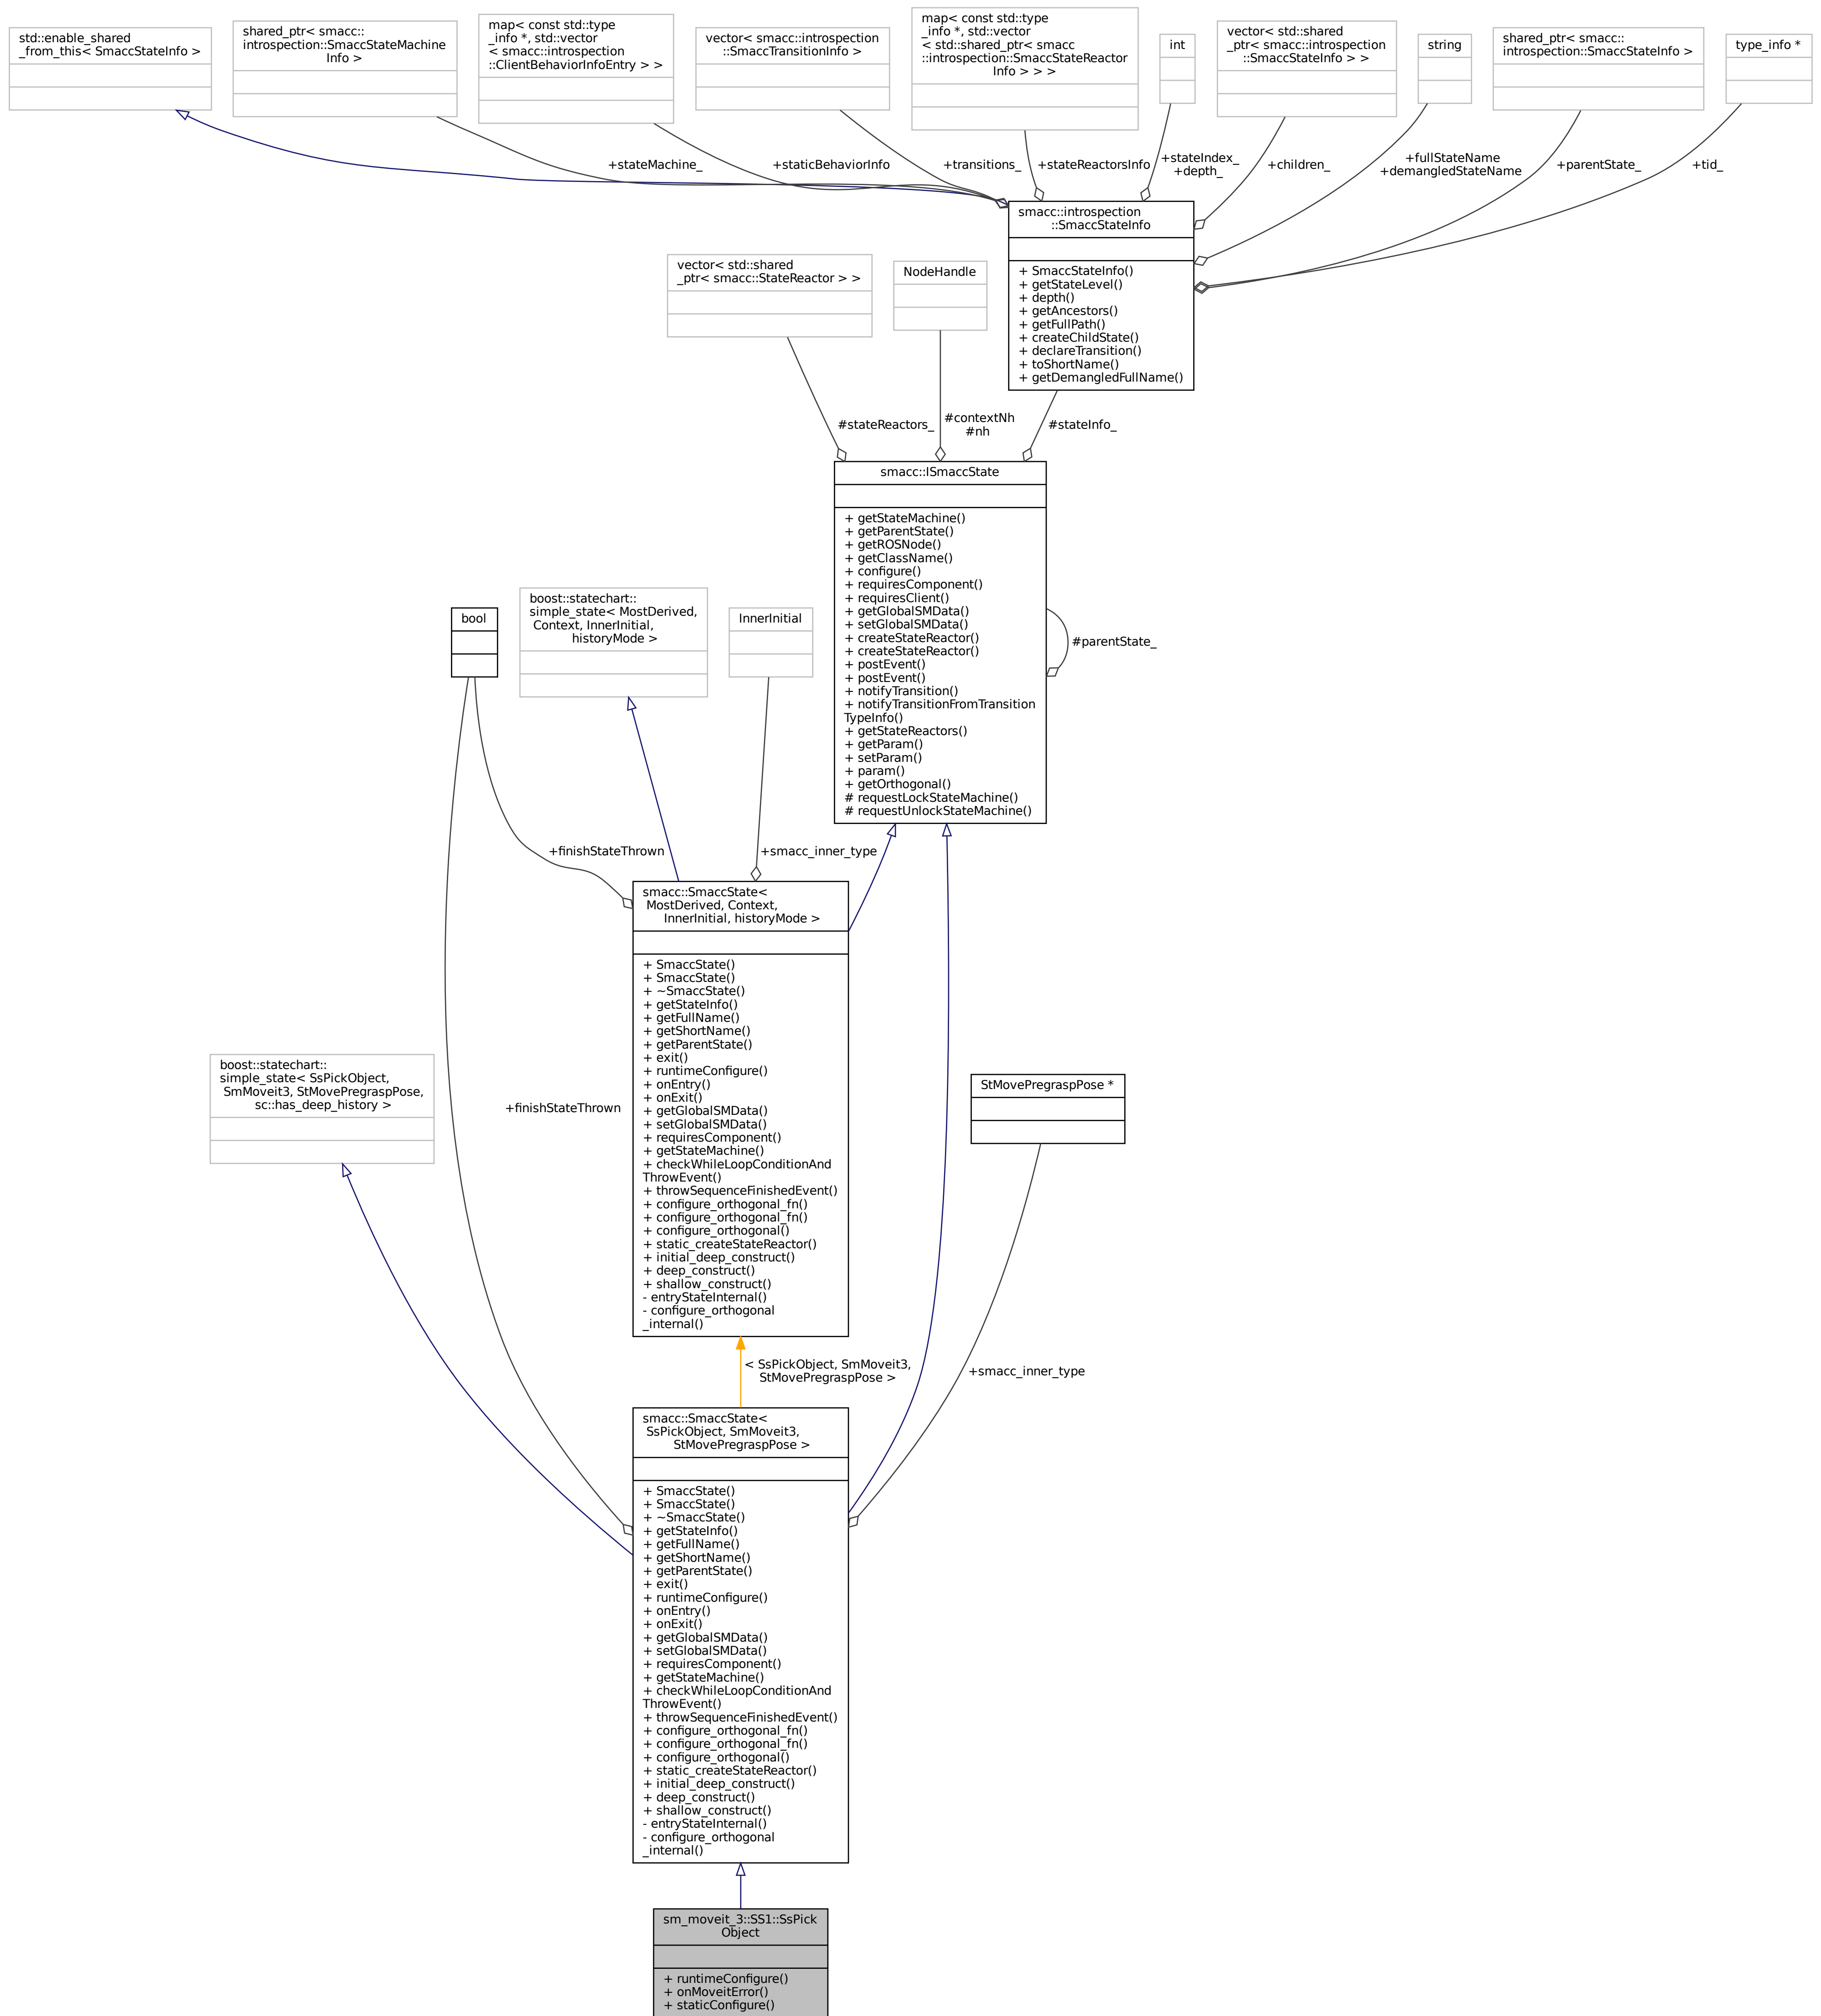 std::enable_shared
_from_this< SmaccStateInfo >
shared_ptr< smacc::
introspection::SmaccStateMachine
Info >
map< const std::type
_info *, std::vector
< smacc::introspection
::ClientBehaviorInfoEntry > >
vector< smacc::introspection
::SmaccTransitionInfo >
map< const std::type
_info *, std::vector
< std::shared_ptr< smacc
::introspection::SmaccStateReactor
Info > > >
int
vector< std::shared
_ptr< smacc::introspection
::SmaccStateInfo > >
string
shared_ptr< smacc::
introspection::SmaccStateInfo >
type_info *
+stateMachine_
+staticBehaviorInfo
+transitions_
+stateReactorsInfo
+stateIndex_
+depth_
+children_
+fullStateName
+demangledStateName
+parentState_
+tid_
smacc::introspection
::SmaccStateInfo
+ SmaccStateInfo()
+ getStateLevel()
+ depth()
+ getAncestors()
+ getFullPath()
+ createChildState()
+ declareTransition()
+ toShortName()
+ getDemangledFullName()
vector< std::shared
_ptr< smacc::StateReactor > >
NodeHandle
#stateReactors_
#contextNh
#nh
#stateInfo_
smacc::ISmaccState
+ getStateMachine()
+ getParentState()
+ getROSNode()
+ getClassName()
+ configure()
+ requiresComponent()
+ requiresClient()
+ getGlobalSMData()
+ setGlobalSMData()
+ createStateReactor()
+ createStateReactor()
+ postEvent()
+ postEvent()
+ notifyTransition()
+ notifyTransitionFromTransition
TypeInfo()
+ getStateReactors()
+ getParam()
+ setParam()
+ param()
+ getOrthogonal()
# requestLockStateMachine()
# requestUnlockStateMachine()
#parentState_
bool
boost::statechart::
simple_state< MostDerived,
Context, InnerInitial,
historyMode >
InnerInitial
+finishStateThrown
+smacc_inner_type
smacc::SmaccState<
MostDerived, Context,
InnerInitial, historyMode >
+ SmaccState()
+ SmaccState()
+ ~SmaccState()
+ getStateInfo()
+ getFullName()
+ getShortName()
+ getParentState()
+ exit()
+ runtimeConfigure()
+ onEntry()
+ onExit()
+ getGlobalSMData()
+ setGlobalSMData()
+ requiresComponent()
+ getStateMachine()
+ checkWhileLoopConditionAnd
ThrowEvent()
+ throwSequenceFinishedEvent()
+ configure_orthogonal_fn()
+ configure_orthogonal_fn()
+ configure_orthogonal()
+ static_createStateReactor()
+ initial_deep_construct()
+ deep_construct()
+ shallow_construct()
- entryStateInternal()
- configure_orthogonal
_internal()
boost::statechart::
simple_state< SsPickObject,
SmMoveit3, StMovePregraspPose,
sc::has_deep_history >
+finishStateThrown
StMovePregraspPose *
< SsPickObject, SmMoveit3,
StMovePregraspPose >
+smacc_inner_type
smacc::SmaccState<
SsPickObject, SmMoveit3,
StMovePregraspPose >
+ SmaccState()
+ SmaccState()
+ ~SmaccState()
+ getStateInfo()
+ getFullName()
+ getShortName()
+ getParentState()
+ exit()
+ runtimeConfigure()
+ onEntry()
+ onExit()
+ getGlobalSMData()
+ setGlobalSMData()
+ requiresComponent()
+ getStateMachine()
+ checkWhileLoopConditionAnd
ThrowEvent()
+ throwSequenceFinishedEvent()
+ configure_orthogonal_fn()
+ configure_orthogonal_fn()
+ configure_orthogonal()
+ static_createStateReactor()
+ initial_deep_construct()
+ deep_construct()
+ shallow_construct()
- entryStateInternal()
- configure_orthogonal
_internal()
sm_moveit_3::SS1::SsPick
Object
+ runtimeConfigure()
+ onMoveitError()
+ staticConfigure()